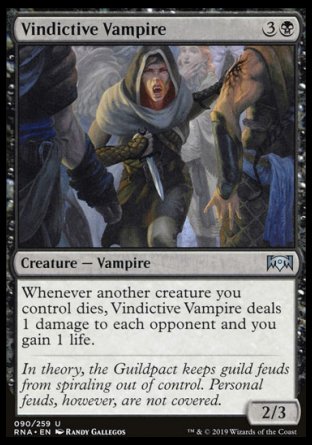 Vindictive Vampire 3
Creature — Vampire
Whenever another creature you
control dies, Vindictive Vampire deals
1 damage to each opponent and you
gain 1 life.
In theory, the Guildpact keeps guild feuds
from spiraling out of control. Personal
feuds, however, are not covered.
2/3
090/259 U
RNA • EN Randy Gallegos
™ & © 2019 Wizards of the Coast